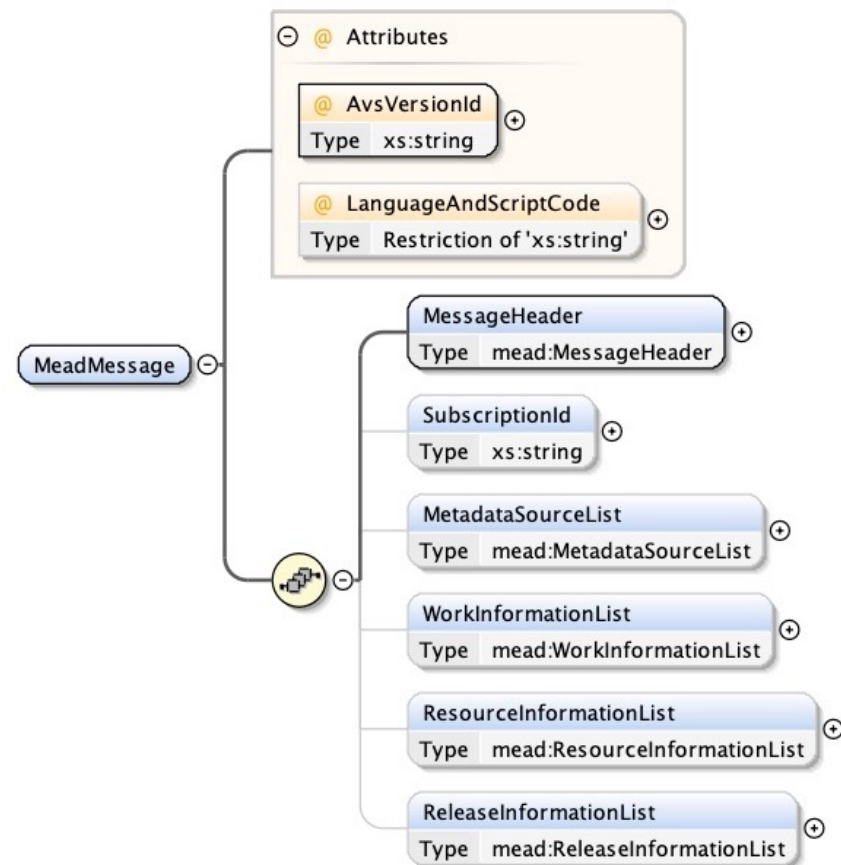 @ Attributes
@ AvsVersionId
Type xs:string
@ LanguageAndScriptCode
Type Restriction of 'xs:string'
MeadMessage
MessageHeader
Type mead:MessageHeader
SubscriptionId
Type xs:string
MetadataSourceList
Type mead:MetadataSourceList
WorkInformationList
Type mead:WorkInformationList
ResourceInformationList
Type mead:ResourceInformationList
ReleaseInformationList
Type mead:ReleaseInformationList